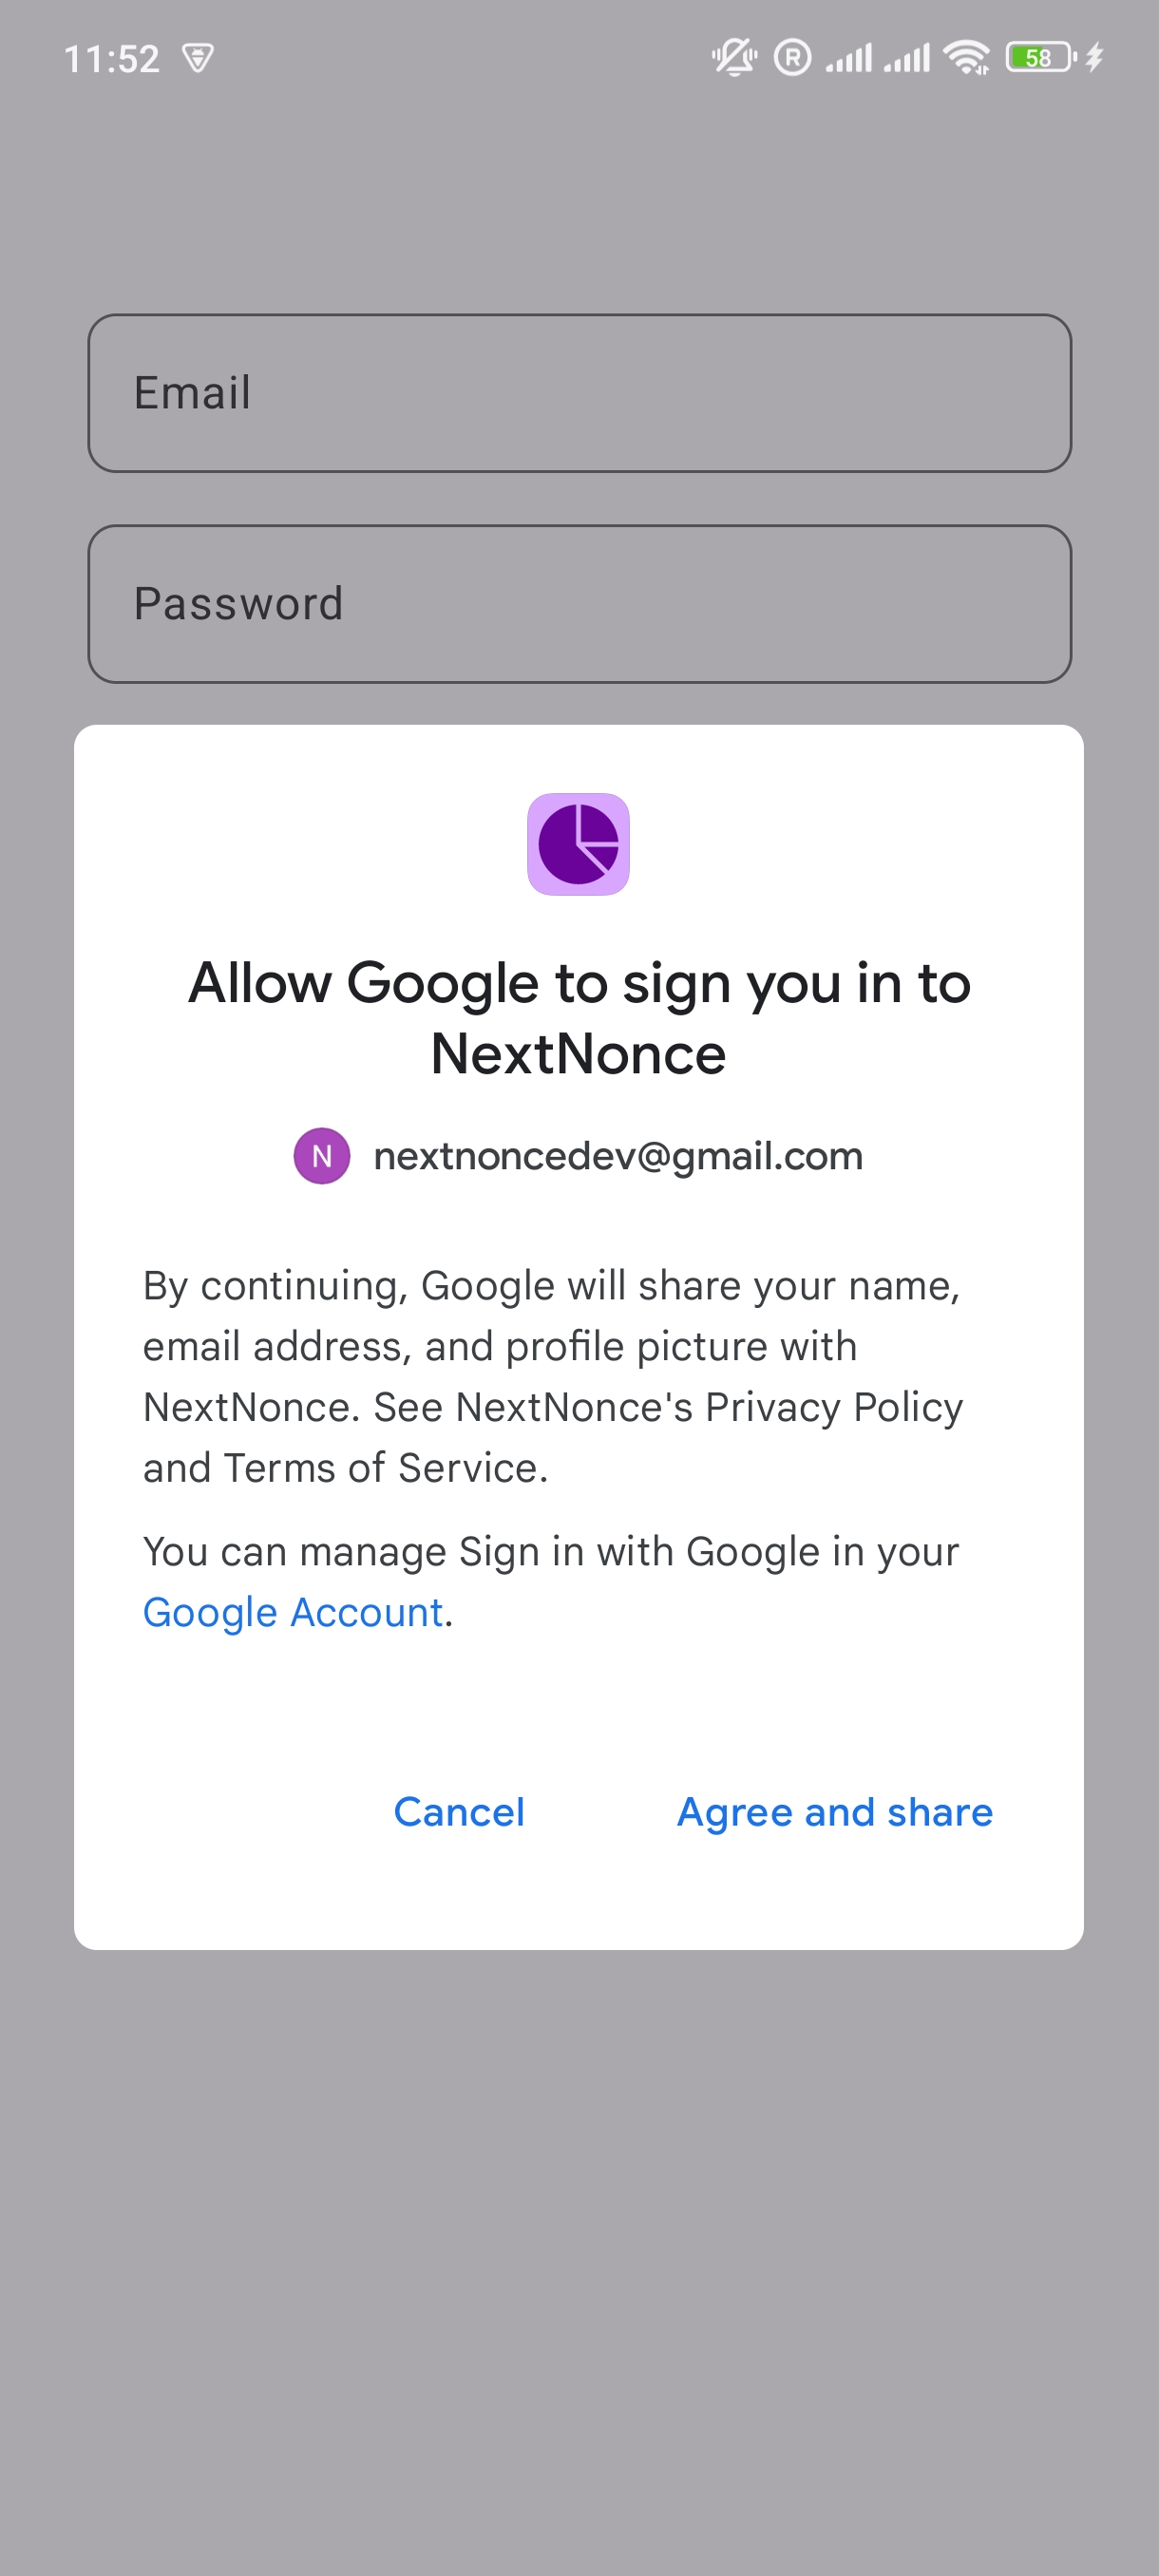 11:52
R
58
Email
Password
Allow Google to sign you in to
NextNonce
N
nextnoncedev@gmail.com
By continuing, Google will share your name,
email address, and profile picture with
NextNonce. See NextNonce's Privacy Policy
and Terms of Service.
You can manage Sign in with Google in your
Google Account.
Cancel
Agree and share